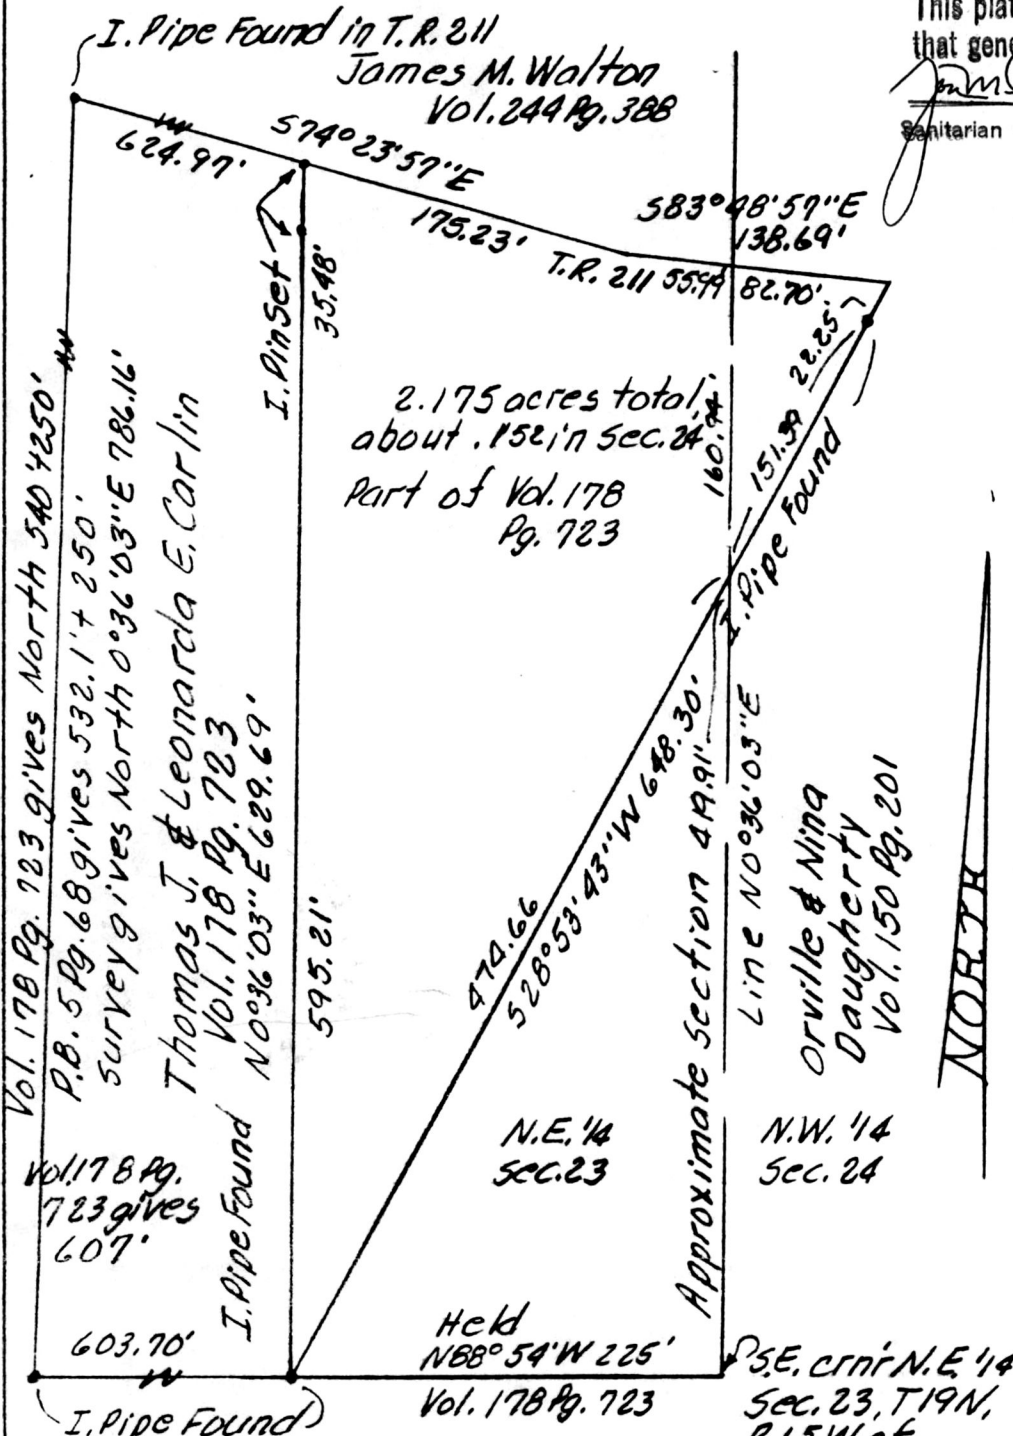 This plat
that gen
Sanitarian
I. Pipe Found in T.R. 211
James M. Walton
Vol. 244 Pg. 388
624.97'
S74° 23' 57" E
175.23'
S83° 48' 57" E
138.69'
T.R. 211 55.99 82.70'
22.25'
I. Pin Set
35.48'
2.175 acres total,
about .152 in Sec. 24
Part of Vol. 178
Pg. 723
160.94'
151.39
I. Pipe Found
Vol. 178 Pg. 723 gives North 540'+250'
P.B. 5 Pg. 68 gives 532.1' + 250'
Survey gives North 0°36'03" E 786.16'
Thomas J. & Leonarda E. Carlin
Vol. 178 Pg. 723
N0°36'03" E 629.69'
595.21'
474.66
S28° 53' 43" W 648.30'
419.91'
Approximate Section
Line N0°36'03" E
Orville & Nina
Daugherty
Vol. 150 Pg. 201
NORTH
N.E. 1/4
Sec. 23
N.W. 1/4
Sec. 24
Vol. 178 Pg.
723 gives
607'
I. Pipe Found
603.70'
Held
N88° 54' W 225'
Vol. 178 Pg. 723
I. Pipe Found
S.E. crn'r N.E. 1/4
Sec. 23, T19N,